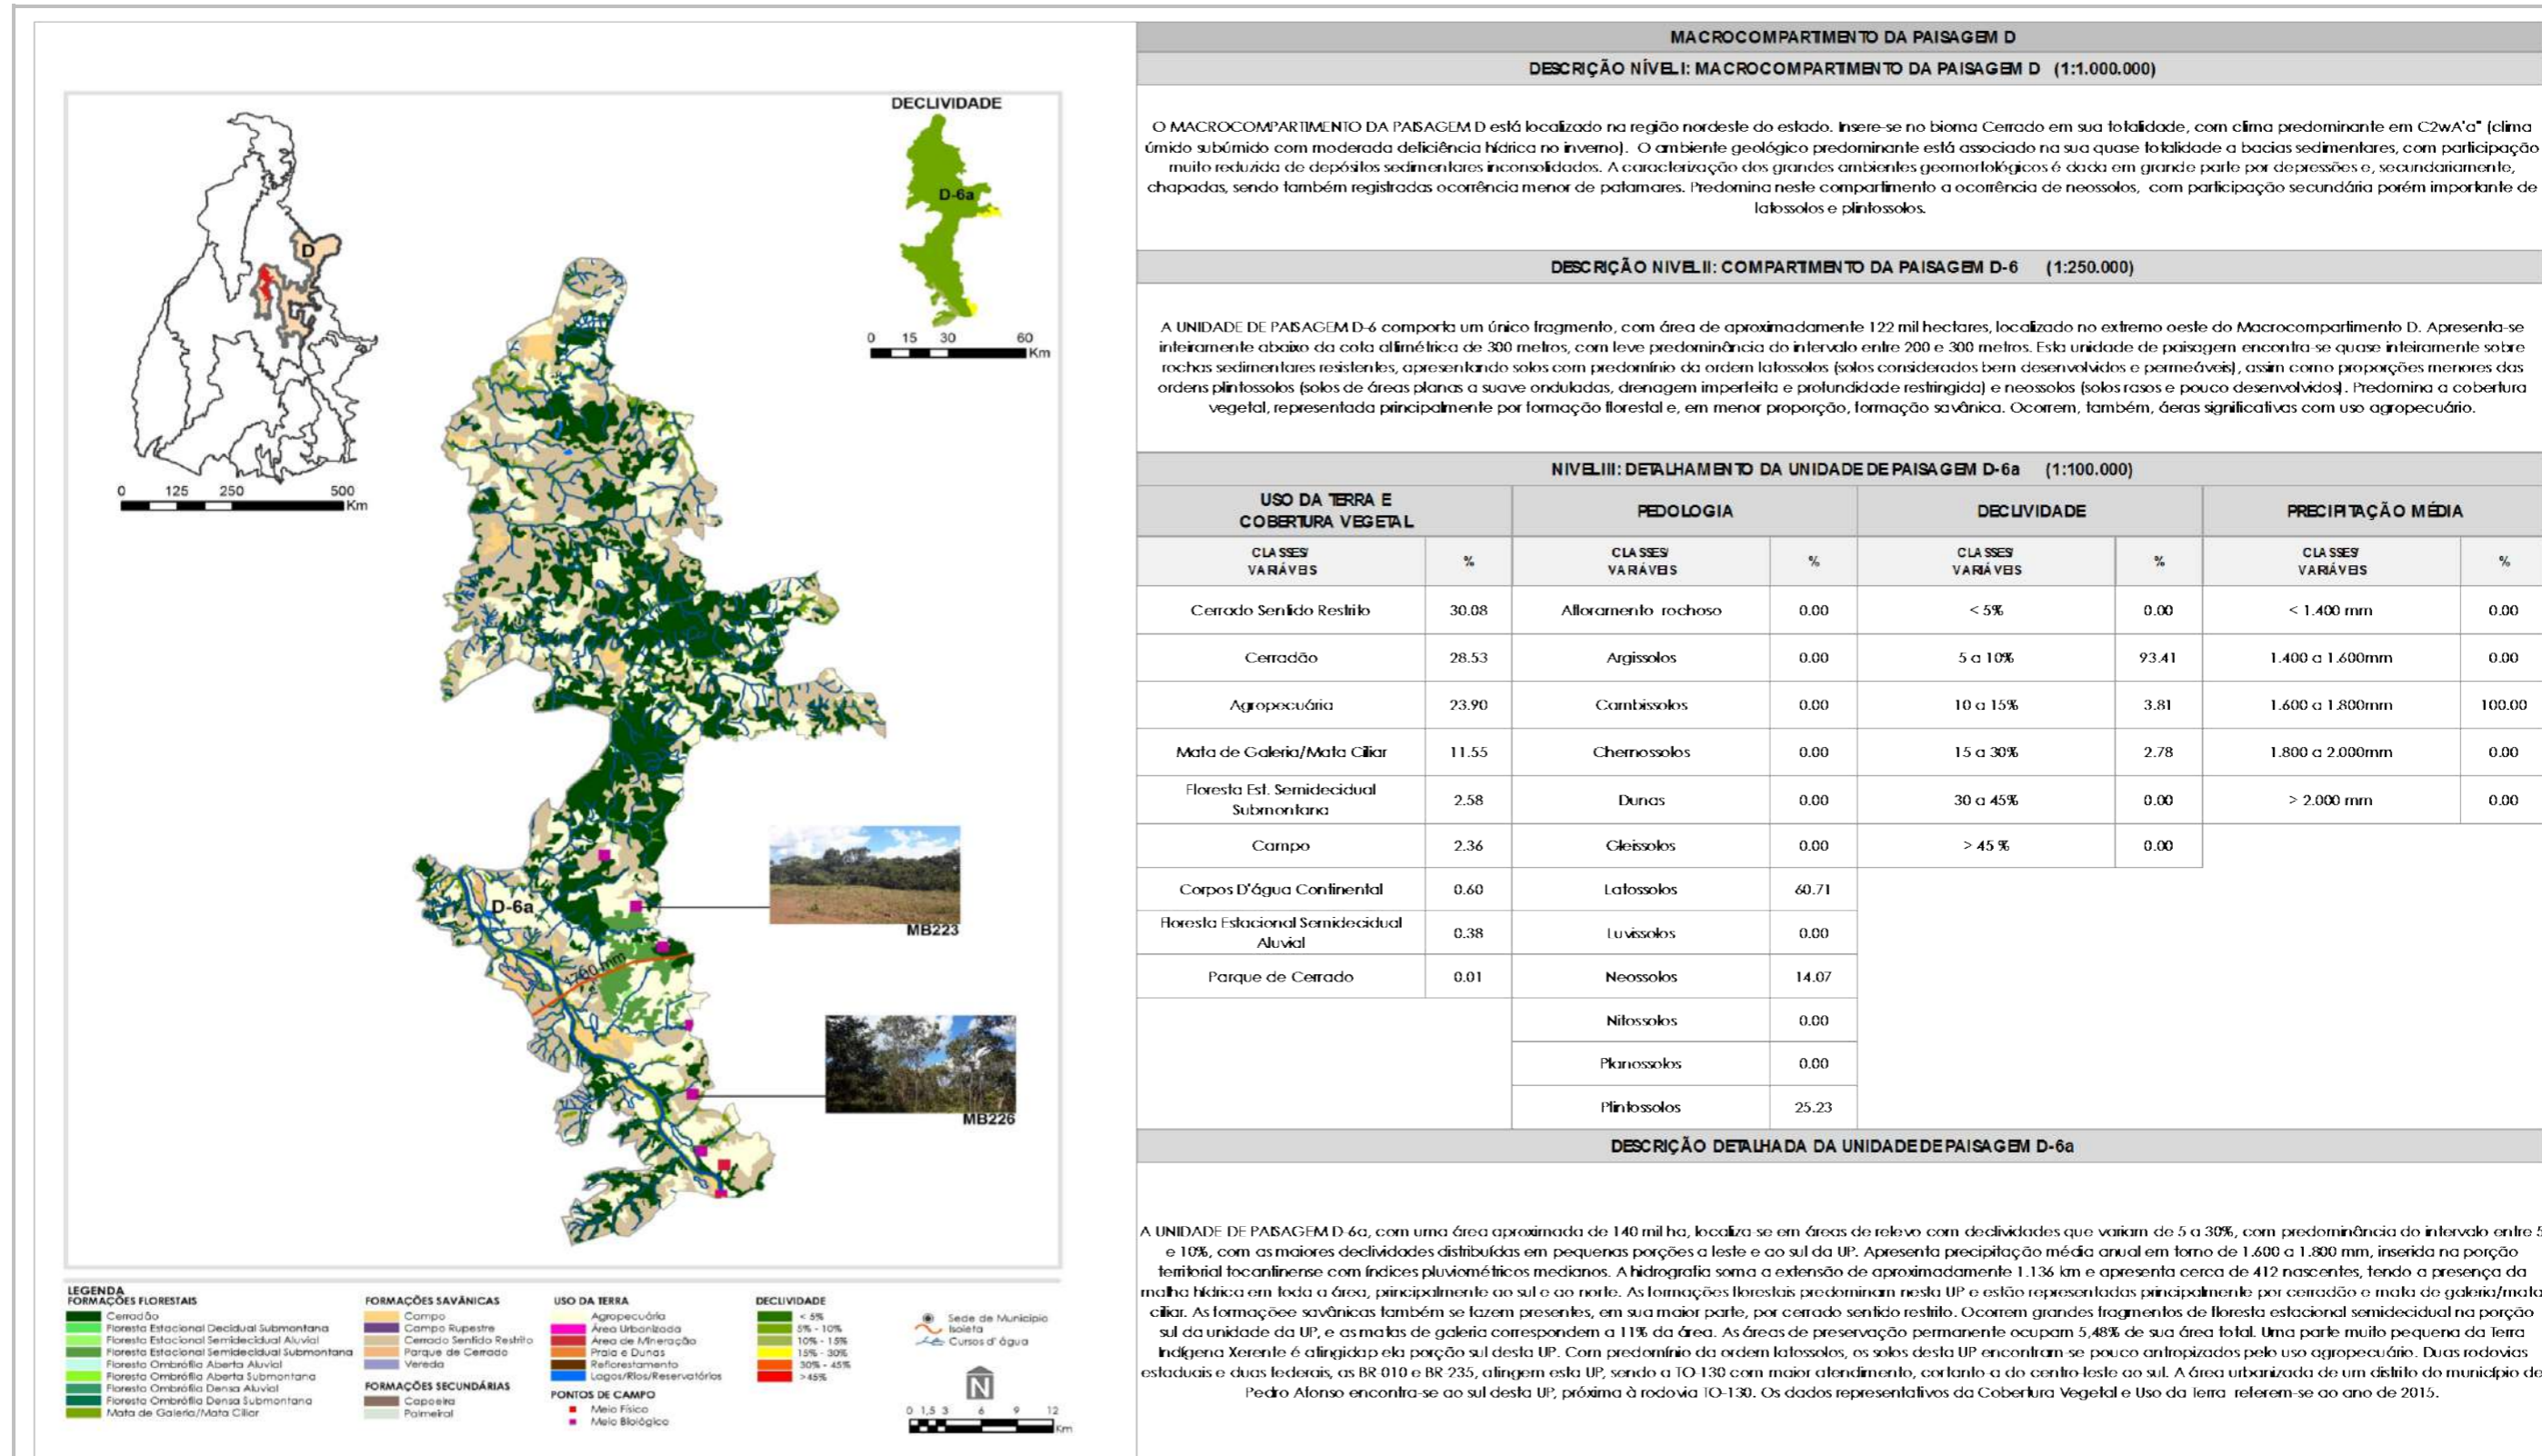 DECLIVIDADE
D-6a
0 15 30 60
Km
D
0 125 250 500
Km
D-6a
1700 mm
MB223
MB226
LEGENDA
FORMAÇÕES FLORESTAIS
Cerradão
Floresta Estacional Decidual Submontana
Floresta Estacional Semidecidual Aluvial
Floresta Estacional Semidecidual Submontana
Floresta Ombrófila Aberta Aluvial
Floresta Ombrófila Aberta Submontana
Floresta Ombrófila Densa Aluvial
Floresta Ombrófila Densa Submontana
Mata de Galeria/Mata Ciliar
FORMAÇÕES SAVÂNICAS
Campo
Campo Rupestre
Cerrado Sentido Restrito
Parque de Cerrado
Vereda
FORMAÇÕES SECUNDÁRIAS
Capoeira
Palmeiral
USO DA TERRA
Agropecuária
Área Urbanizada
Área de Mineração
Praia e Dunas
Reflorestamento
Lagos/Rios/Reservatórios
PONTOS DE CAMPO
Meio Físico
Meio Biológico
DECLIVIDADE
< 5%
5% - 10%
10% - 15%
15% - 30%
30% - 45%
>45%
Sede de Município
Isoieta
Cursos d' água
N
0 1,5 3 6 9 12
Km
MACROCOMPARTIMENTO DA PAISAGEM D
DESCRIÇÃO NÍVEL I: MACROCOMPARTIMENTO DA PAISAGEM D (1:1.000.000)
O MACROCOMPARTIMENTO DA PAISAGEM D está localizado na região nordeste do estado. Insere-se no bioma Cerrado em sua totalidade, com clima predominante em C2wA'a" (clima
úmido subúmido com moderada deficiência hídrica no inverno). O ambiente geológico predominante está associado na sua quase totalidade a bacias sedimentares, com participação
muito reduzida de depósitos sedimentares inconsolidados. A caracterização dos grandes ambientes geomorfológicos é dada em grande parte por depressões e, secundariamente,
chapadas, sendo também registradas ocorrência menor de patamares. Predomina neste compartimento a ocorrência de neossolos, com participação secundária porém importante de
latossolos e plintossolos.
DESCRIÇÃO NIVEL II: COMPARTIMENTO DA PAISAGEM D-6 (1:250.000)
A UNIDADE DE PAISAGEM D-6 comporta um único fragmento, com área de aproximadamente 122 mil hectares, localizado no extremo oeste do Macrocompartimento D. Apresenta-se
inteiramente abaixo da cota altimétrica de 300 metros, com leve predominância do intervalo entre 200 e 300 metros. Esta unidade de paisagem encontra-se quase inteiramente sobre
rochas sedimentares resistentes, apresentando solos com predomínio da ordem latossolos (solos considerados bem desenvolvidos e permeáveis), assim como proporções menores das
ordens plintossolos (solos de áreas planas a suave onduladas, drenagem imperfeita e profundidade restringida) e neossolos (solos rasos e pouco desenvolvidos). Predomina a cobertura
vegetal, representada principalmente por formação florestal e, em menor proporção, formação savânica. Ocorrem, também, áeras significativas com uso agropecuário.
NIVEL III: DETALHAMENTO DA UNIDADE DE PAISAGEM D-6a (1:100.000)
USO DA TERRA E
COBERTURA VEGETAL PEDOLOGIA DECLIVIDADE PRECIPITAÇÃO MÉDIA
CLASSES/
VARIÁVEIS % CLASSES/
VARIÁVEIS % CLASSES/
VARIÁVEIS % CLASSES/
VARIÁVEIS %
Cerrado Sentido Restrito 30.08 Afloramento rochoso 0.00 < 5% 0.00 < 1.400 mm 0.00
Cerradão 28.53 Argissolos 0.00 5 a 10% 93.41 1.400 a 1.600mm 0.00
Agropecuária 23.90 Cambissolos 0.00 10 a 15% 3.81 1.600 a 1.800mm 100.00
Mata de Galeria/Mata Ciliar 11.55 Chernossolos 0.00 15 a 30% 2.78 1.800 a 2.000mm 0.00
Floresta Est. Semidecidual
Submontana 2.58 Dunas 0.00 30 a 45% 0.00 > 2.000 mm 0.00
Campo 2.36 Gleissolos 0.00 > 45 % 0.00
Corpos D'água Continental 0.60 Latossolos 60.71
Floresta Estacional Semidecidual
Aluvial 0.38 Luvissolos 0.00
Parque de Cerrado 0.01 Neossolos 14.07
Nitossolos 0.00
Planossolos 0.00
Plintossolos 25.23
DESCRIÇÃO DETALHADA DA UNIDADE DE PAISAGEM D-6a
A UNIDADE DE PAISAGEM D-6a, com uma área aproximada de 140 mil ha, localiza-se em áreas de relevo com declividades que variam de 5 a 30%, com predominância do intervalo entre 5
e 10%, com as maiores declividades distribuídas em pequenas porções a leste e ao sul da UP. Apresenta precipitação média anual em torno de 1.600 a 1.800 mm, inserida na porção
territorial tocantinense com índices pluviométricos medianos. A hidrografia soma a extensão de aproximadamente 1.136 km e apresenta cerca de 412 nascentes, tendo a presença da
malha hídrica em toda a área, principalmente ao sul e ao norte. As formações florestais predominam nesta UP e estão representadas principalmente por cerradão e mata de galeria/mata
ciliar. As formaçõee savânicas também se fazem presentes, em sua maior parte, por cerrado sentido restrito. Ocorrem grandes fragmentos de floresta estacional semidecidual na porção
sul da unidade da UP, e as matas de galeria correspondem a 11% da área. As áreas de preservação permanente ocupam 5,48% de sua área total. Uma parte muito pequena da Terra
Indígena Xerente é atingidap ela porção sul desta UP. Com predomínio da ordem latossolos, os solos desta UP encontram-se pouco antropizados pelo uso agropecuário. Duas rodovias
estaduais e duas federais, as BR-010 e BR-235, atingem esta UP, sendo a TO-130 com maior atendimento, cortanto-a do centro-leste ao sul. A área urbanizada de um distrito do município de
Pedro Afonso encontra-se ao sul desta UP, próxima à rodovia TO-130. Os dados representativos da Cobertura Vegetal e Uso da Terra referem-se ao ano de 2015.